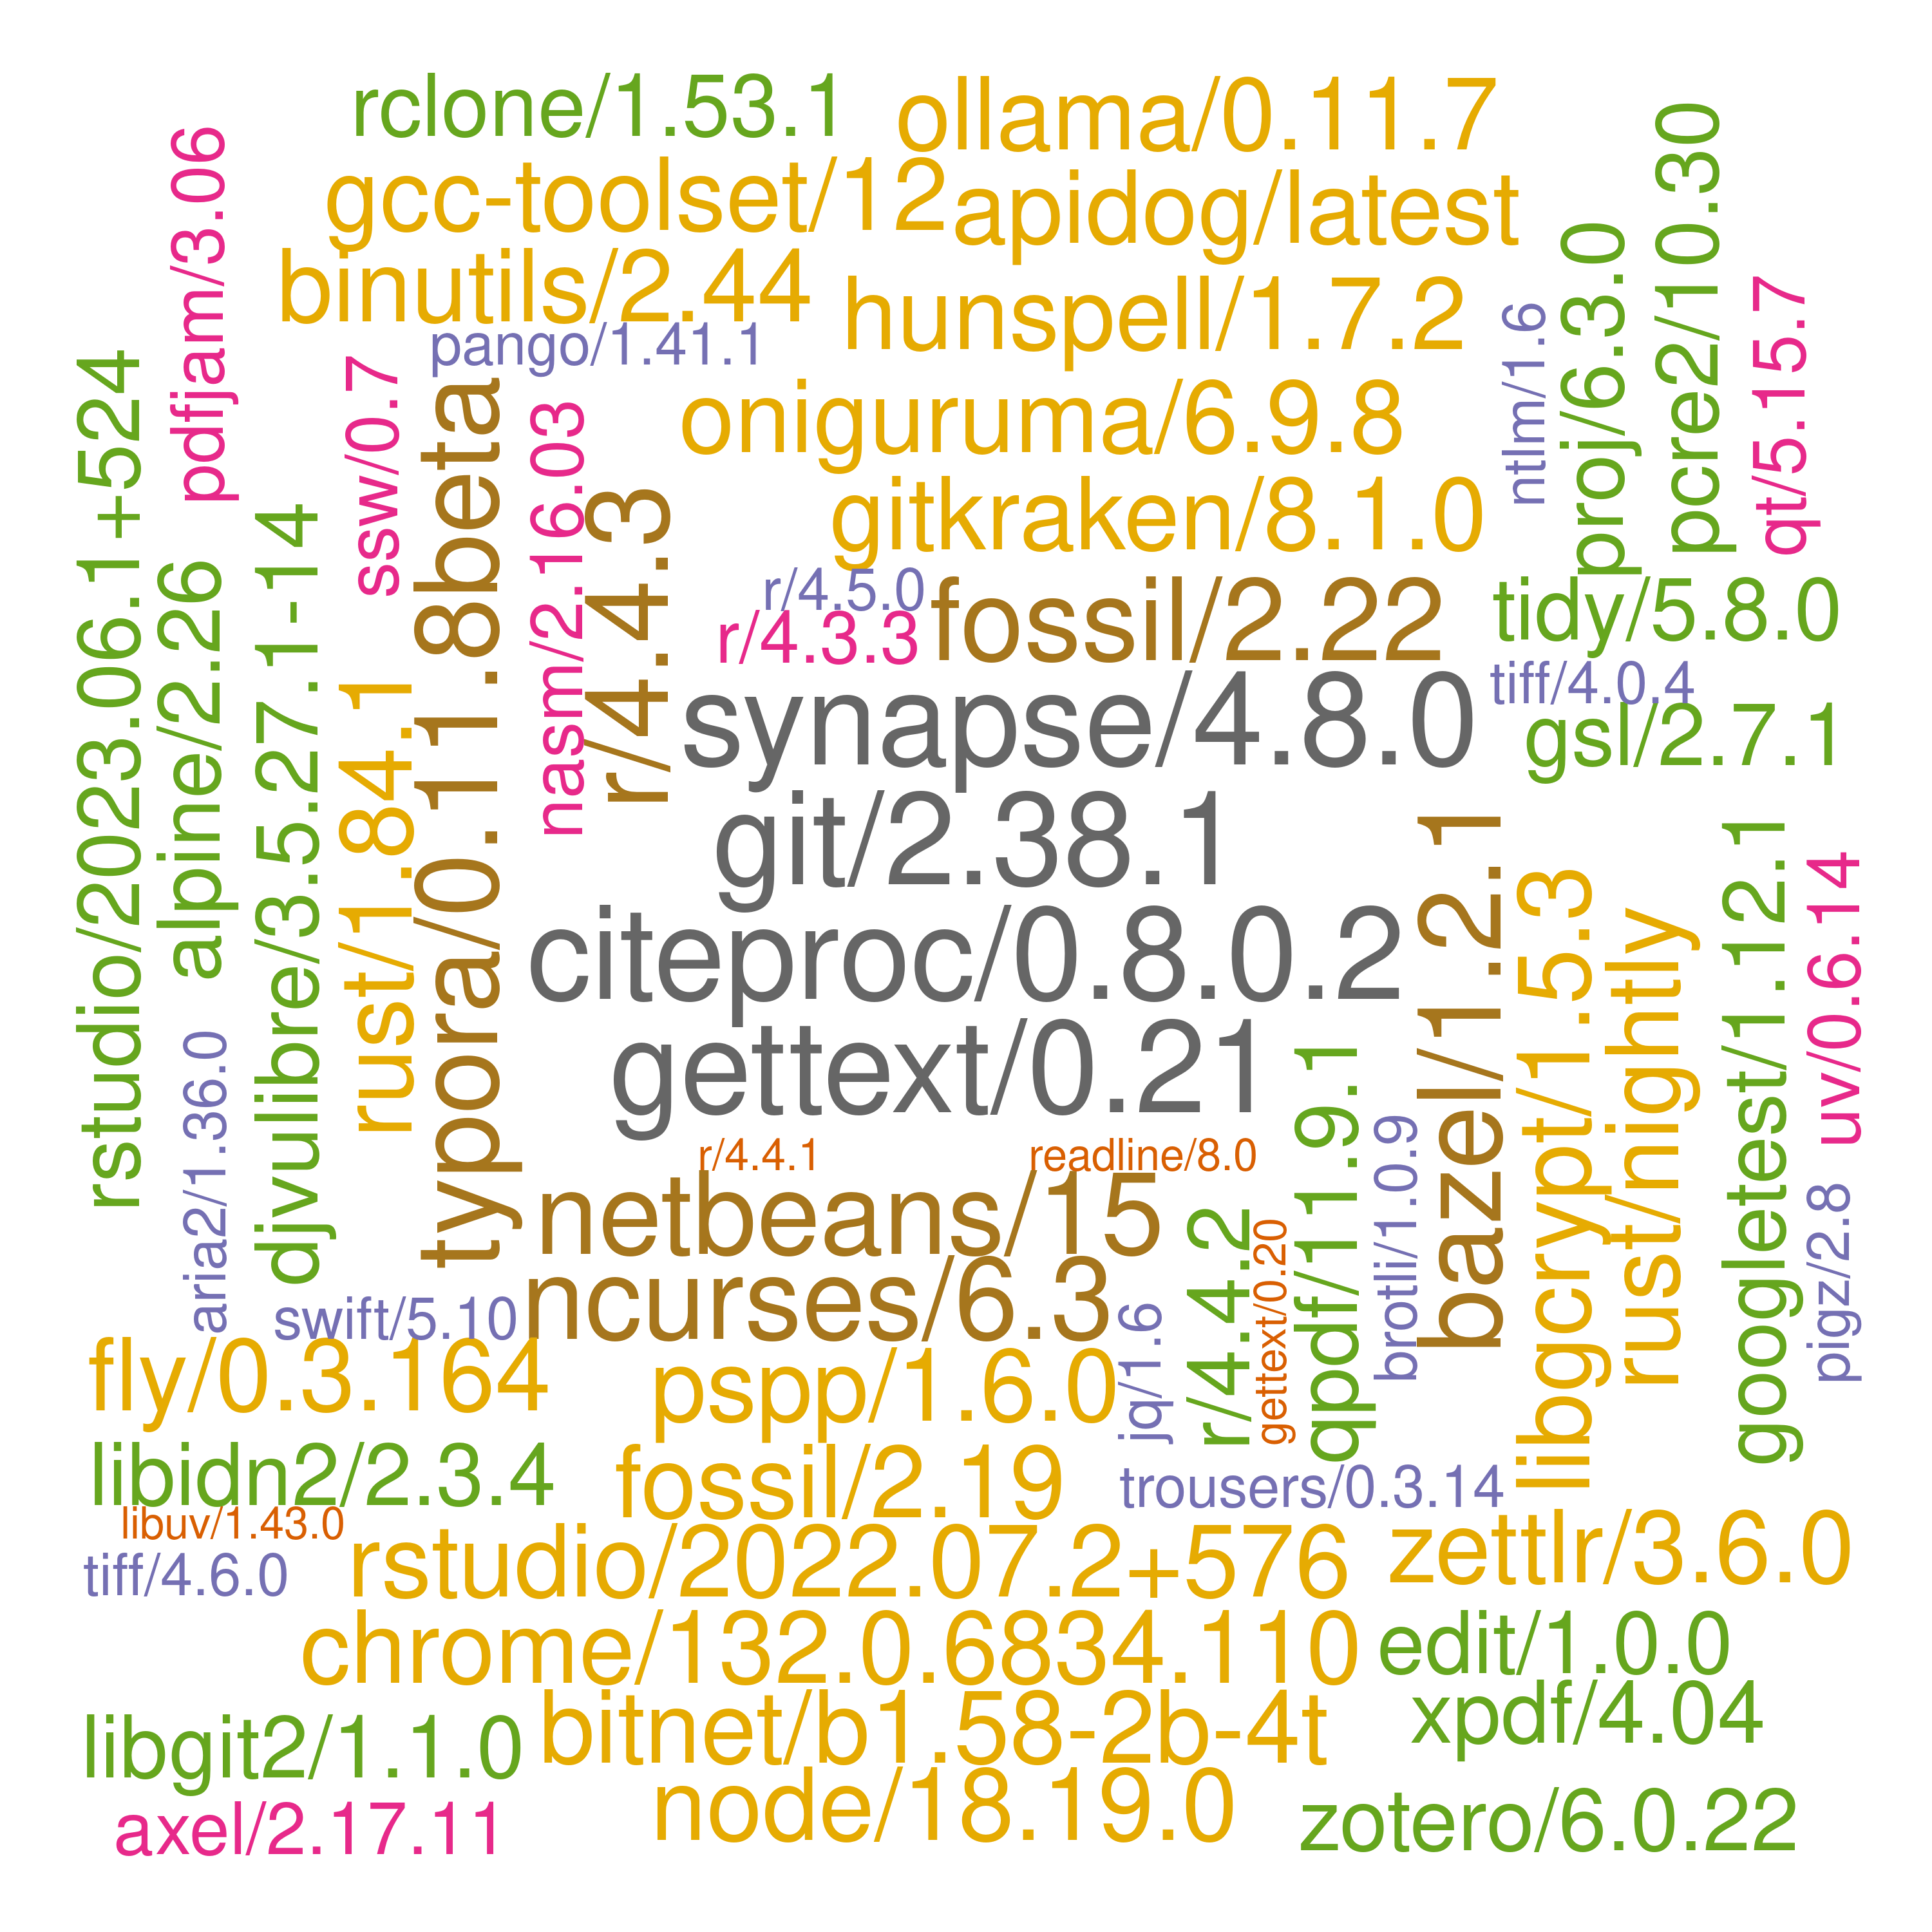 rclone/1.53.1
ollama/0.11.7
gcc-toolset/12
apidog/latest
binutils/2.44
hunspell/1.7.2
pango/1.41.1
oniguruma/6.9.8
gitkraken/8.1.0
pdfjam/3.06
ssw/0.7
ntlm/1.6
proj/6.3.0
pcre2/10.30
qt/5.15.7
rstudio/2023.06.1+524
alpine/2.26
djvulibre/3.5.27.1-14
rust/1.84.1
typora/0.11.8beta
nasm/2.16.03
r/4.4.3
r/4.5.0
r/4.3.3
fossil/2.22
tidy/5.8.0
tiff/4.0.4
gsl/2.7.1
synapse/4.8.0
git/2.38.1
citeproc/0.8.0.2
gettext/0.21
r/4.4.1
readline/8.0
netbeans/15
ncurses/6.3
aria2/1.36.0
swift/5.10
bazel/1.2.1
libgcrypt/1.5.3
rust/nightly
googletest/1.12.1
uv/0.6.14
pigz/2.8
brotli/1.0.9
qpdf/11.9.1
gettext/0.20
r/4.4.2
jq/1.6
fly/0.3.164
pspp/1.6.0
libidn2/2.3.4
fossil/2.19
trousers/0.3.14
libuv/1.43.0
tiff/4.6.0
rstudio/2022.07.2+576
zettlr/3.6.0
chrome/132.0.6834.110
edit/1.0.0
libgit2/1.1.0
bitnet/b1.58-2b-4t
xpdf/4.04
axel/2.17.11
node/18.19.0
zotero/6.0.22